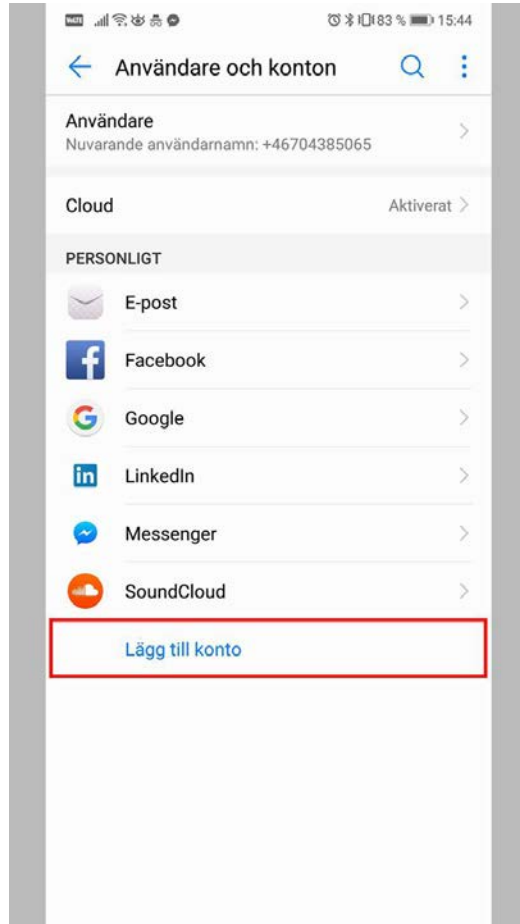 VoLTE 83 % 15:44
Användare och konton
Användare
Nuvarande användarnamn: +46704385065
Cloud Aktiverat
PERSONLIGT
E-post
Facebook
Google
LinkedIn
Messenger
SoundCloud
Lägg till konto